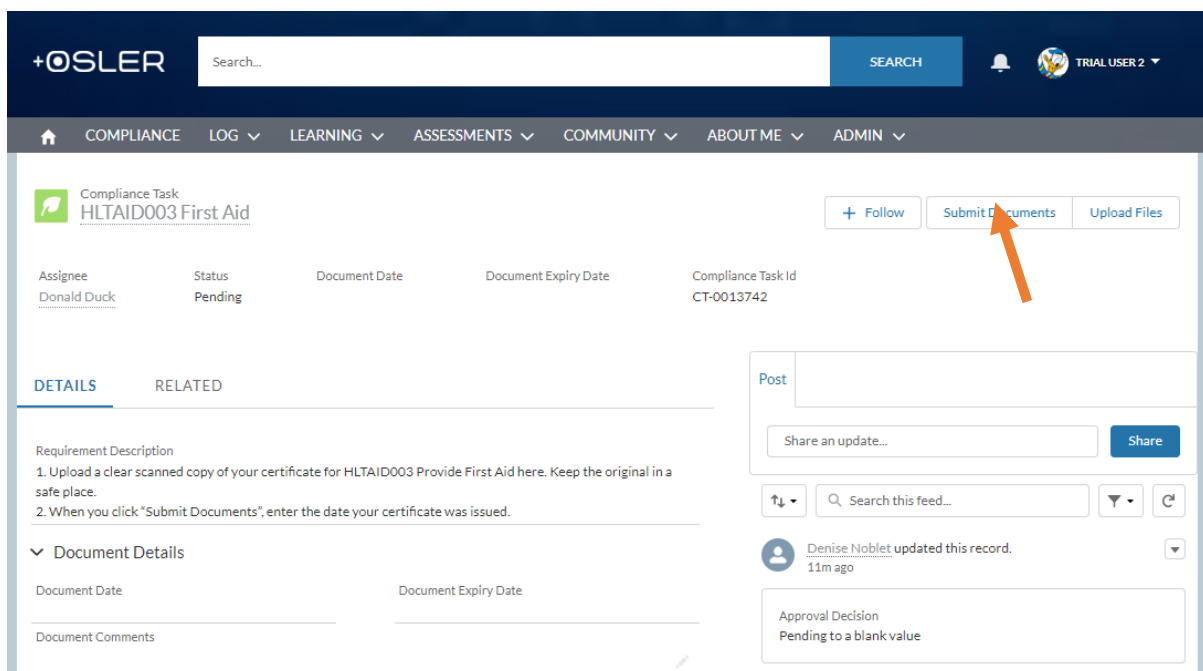 +OSLER
Search...
SEARCH
TRIAL USER 2
COMPLIANCE LOG LEARNING ASSESSMENTS COMMUNITY ABOUT ME ADMIN
Compliance Task
HLTAID003 First Aid
+ Follow
Submit Documents
Upload Files
Assignee Status Document Date Document Expiry Date Compliance Task Id
Donald Duck Pending CT-0013742
DETAILS RELATED
Requirement Description
1. Upload a clear scanned copy of your certificate for HLTAID003 Provide First Aid here. Keep the original in a
safe place.
2. When you click “Submit Documents”, enter the date your certificate was issued.
Document Details
Document Date Document Expiry Date
Document Comments
Post
Share an update...
Share
Search this feed...
Denise Noblet updated this record.
11m ago
Approval Decision
Pending to a blank value